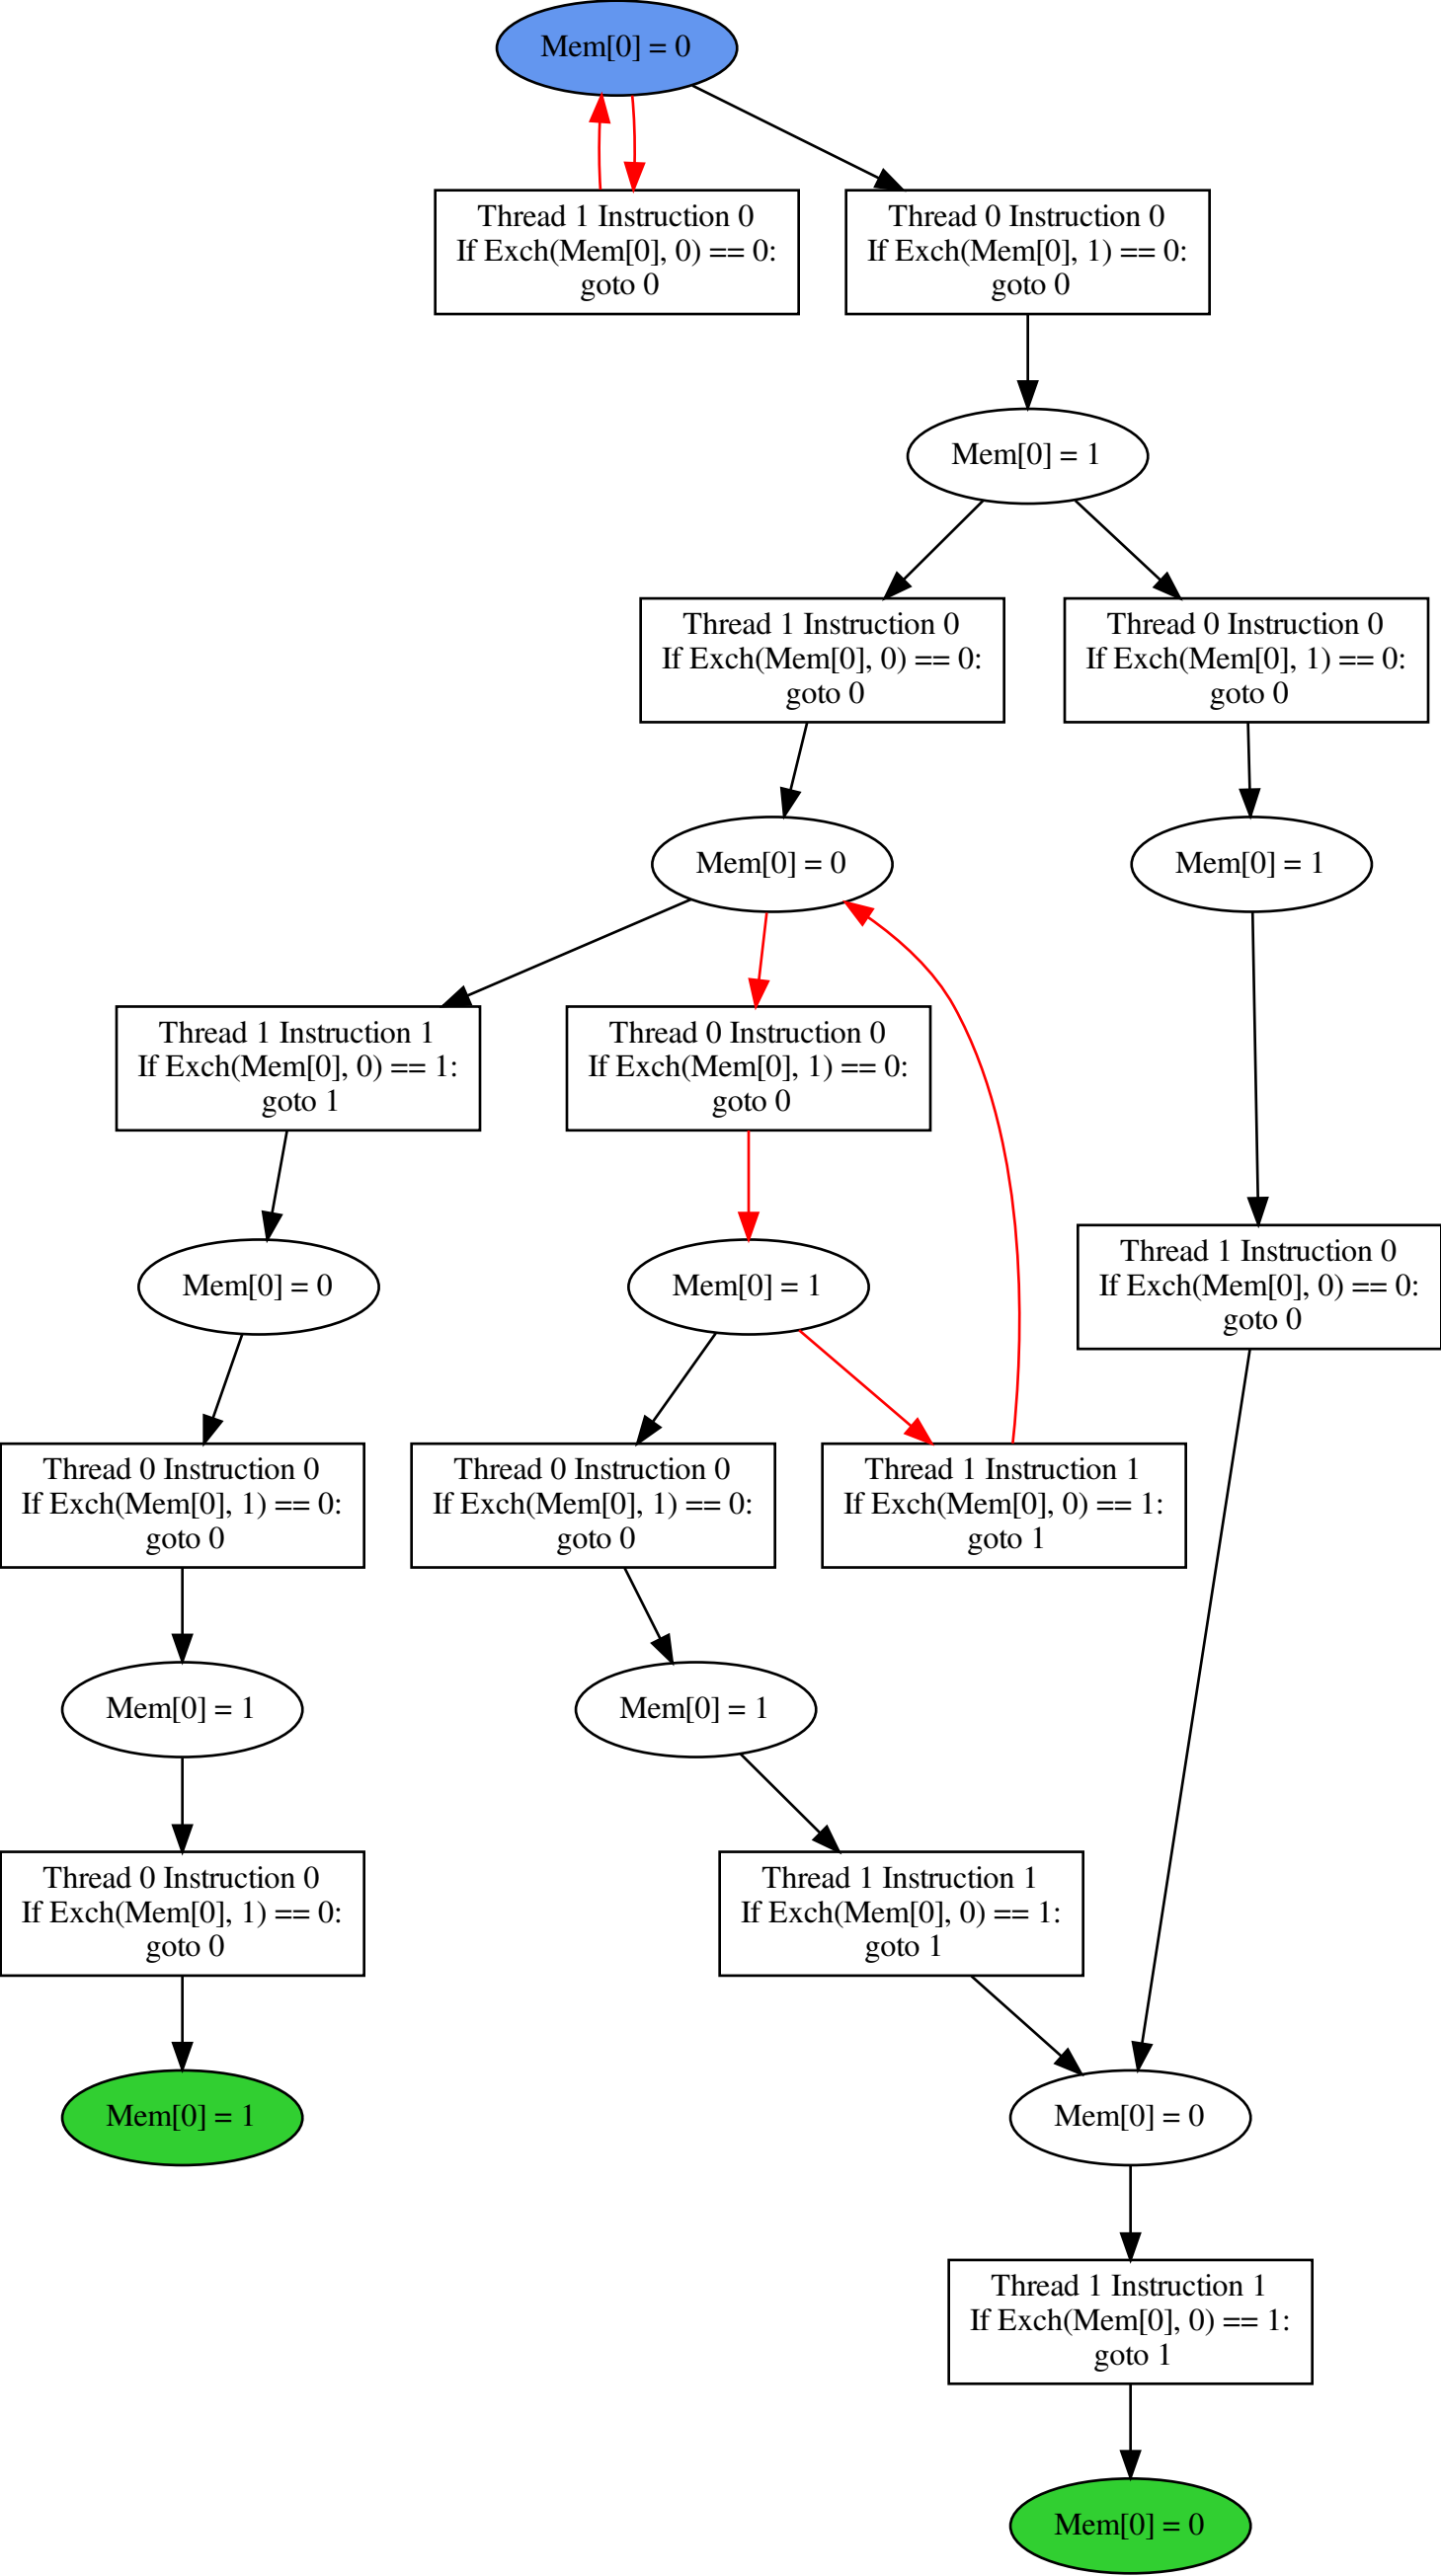 Mem[0] = 0
Thread 1 Instruction 0
If Exch(Mem[0], 0) == 0:
goto 0
Thread 0 Instruction 0
If Exch(Mem[0], 1) == 0:
goto 0
Mem[0] = 1
Thread 1 Instruction 0
If Exch(Mem[0], 0) == 0:
goto 0
Thread 0 Instruction 0
If Exch(Mem[0], 1) == 0:
goto 0
Mem[0] = 0
Mem[0] = 1
Thread 1 Instruction 1
If Exch(Mem[0], 0) == 1:
goto 1
Thread 0 Instruction 0
If Exch(Mem[0], 1) == 0:
goto 0
Mem[0] = 0
Mem[0] = 1
Thread 1 Instruction 0
If Exch(Mem[0], 0) == 0:
goto 0
Thread 0 Instruction 0
If Exch(Mem[0], 1) == 0:
goto 0
Thread 0 Instruction 0
If Exch(Mem[0], 1) == 0:
goto 0
Thread 1 Instruction 1
If Exch(Mem[0], 0) == 1:
goto 1
Mem[0] = 1
Mem[0] = 1
Thread 0 Instruction 0
If Exch(Mem[0], 1) == 0:
goto 0
Thread 1 Instruction 1
If Exch(Mem[0], 0) == 1:
goto 1
Mem[0] = 1
Mem[0] = 0
Thread 1 Instruction 1
If Exch(Mem[0], 0) == 1:
goto 1
Mem[0] = 0